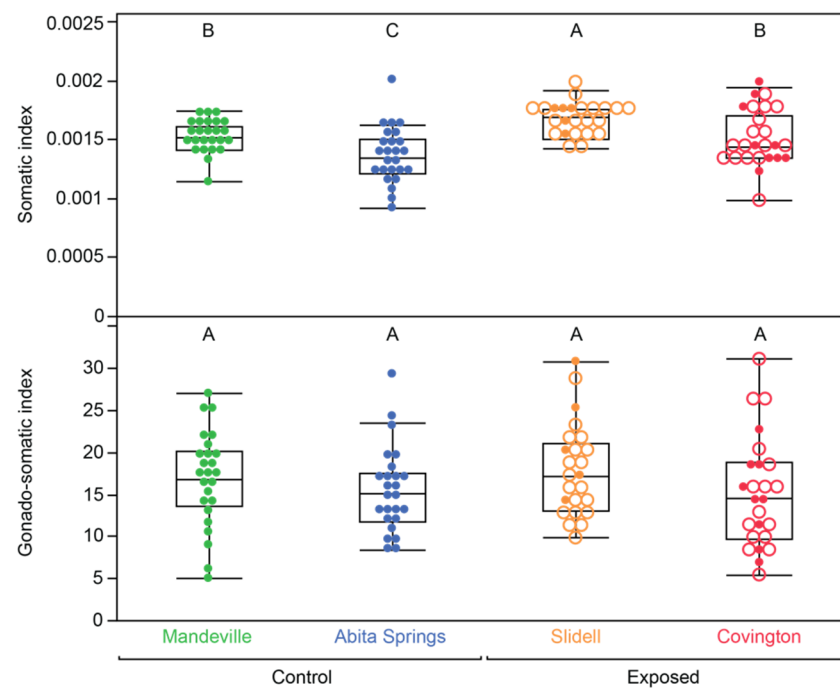 0.0025
B C A B
0.002
0.0015
0.001
0.0005
0
Somatic index
A A A A
30
25
20
15
10
5
0
Gonado-somatic index
Mandeville Abita Springs Slidell Covington
Control Exposed